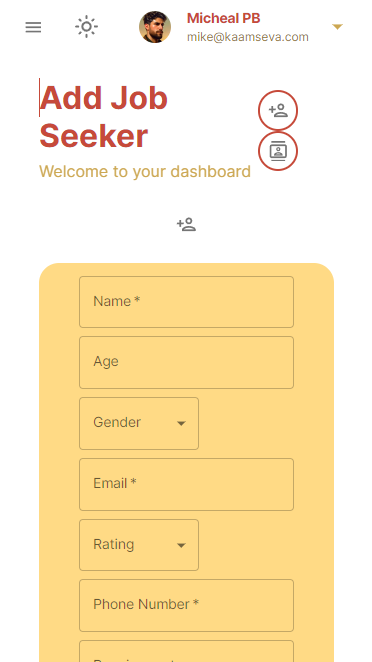 Micheal PB
mike@kaamseva.com
Add Job
Seeker
Welcome to your dashboard
Name *
Age
Gender
Email *
Rating
Phone Number *